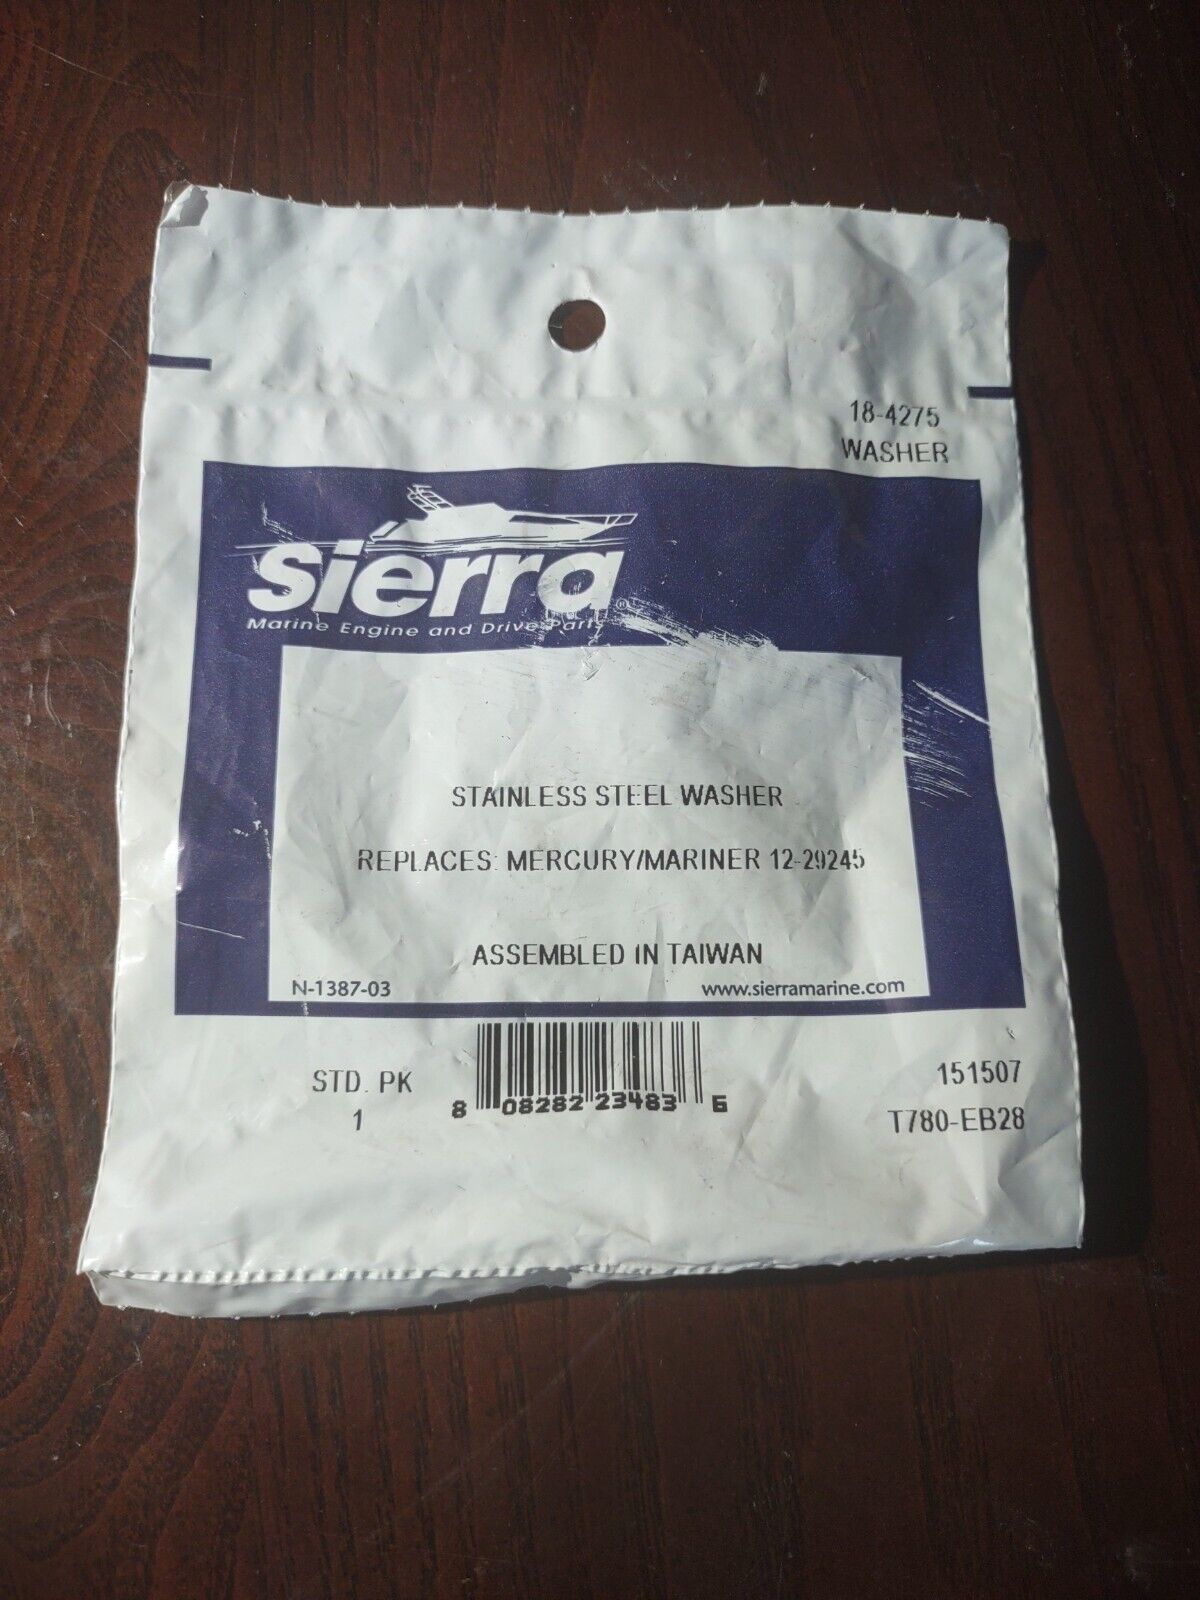 18-4275
WASHER
sierra®
Marine Engine and Drive Parts
STAINLESS STEEL WASHER
REPLACES: MERCURY/MARINER 12-29245
ASSEMBLED IN TAIWAN
N-1387-03 www.sierramarine.com
STD. PK
1
8 08282 23483 6
151507
T780-EB28